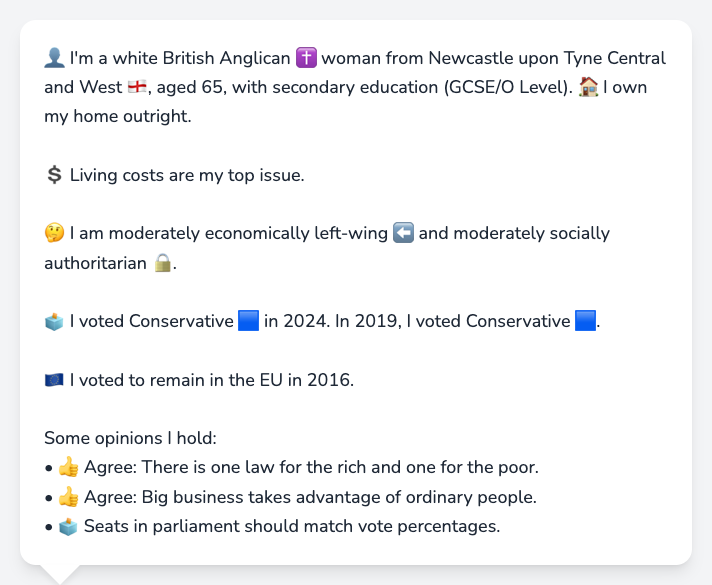 👤 I'm a white British Anglican ✝️ woman from Newcastle upon Tyne Central
and West 🏴󠁧󠁢󠁥󠁮󠁧󠁿, aged 65, with secondary education (GCSE/O Level). 🏠 I own
my home outright.
💲 Living costs are my top issue.
🤔 I am moderately economically left-wing ⬅️ and moderately socially
authoritarian 🔒.
🗳️ I voted Conservative 🟦 in 2024. In 2019, I voted Conservative 🟦.
🇪🇺 I voted to remain in the EU in 2016.
Some opinions I hold:
• 👍 Agree: There is one law for the rich and one for the poor.
• 👍 Agree: Big business takes advantage of ordinary people.
• 🗳️ Seats in parliament should match vote percentages.